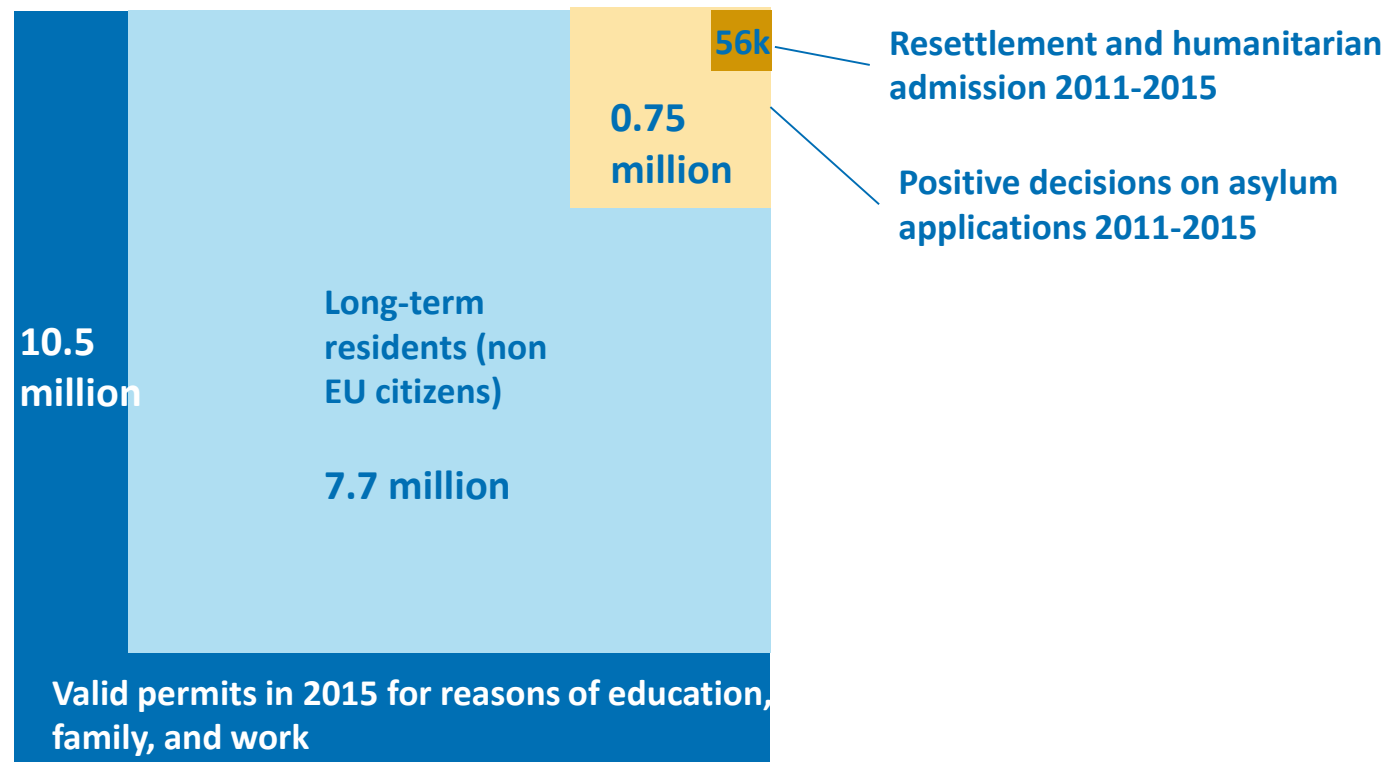 56k
Resettlement and humanitarian
admission 2011-2015
0.75
million
Positive decisions on asylum
applications 2011-2015
Long-term
residents (non
EU citizens)
7.7 million
10.5
million
Valid permits in 2015 for reasons of education,
family, and work